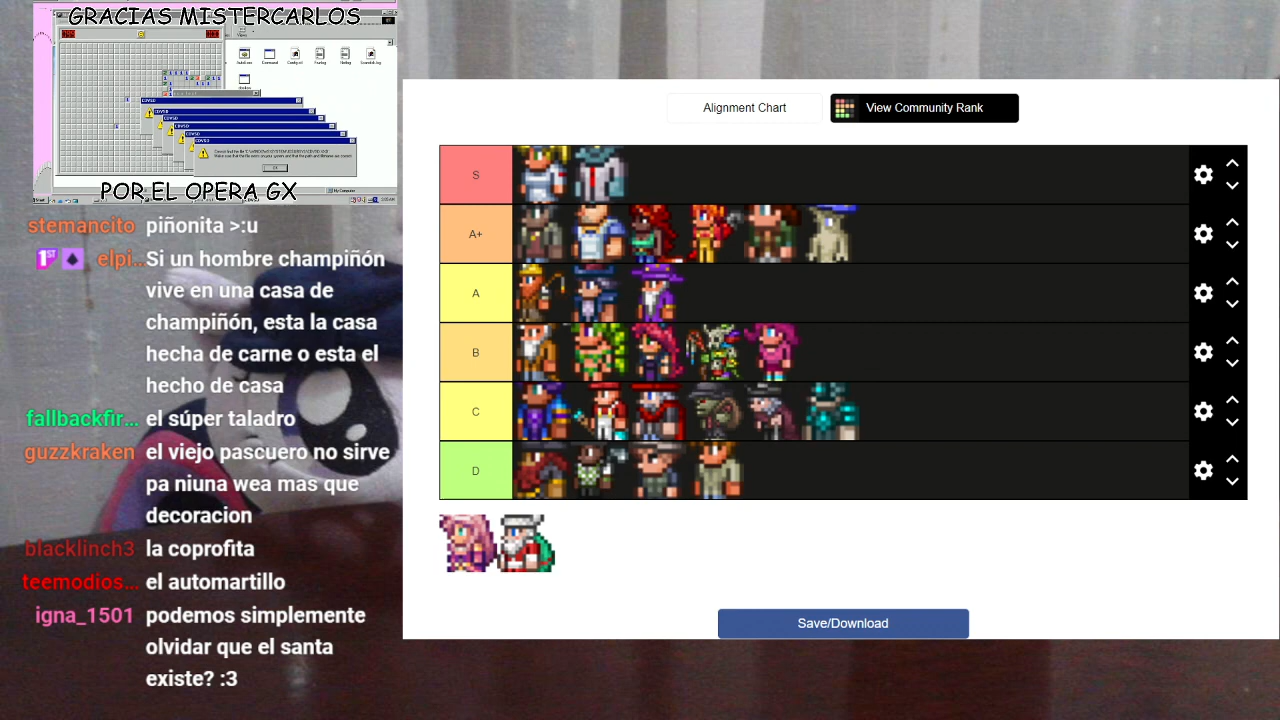 GRACIAS MISTERCARLOS
POR EL OPERA GX
stemancito piñonita >:u
elpi... Si un hombre champiñón
vive en una casa de
champiñón, esta la casa
hecha de carne o esta el
hecho de casa
fallbackfir... el súper taladro
guzzkraken el viejo pascuero no sirve
pa niuna wea mas que
decoracion
blacklinch3 la coprofita
teemodios... el automartillo
igna_1501 podemos simplemente
olvidar que el santa
existe? :3
Alignment Chart
View Community Rank
S
A+
A
B
C
D
Save/Download